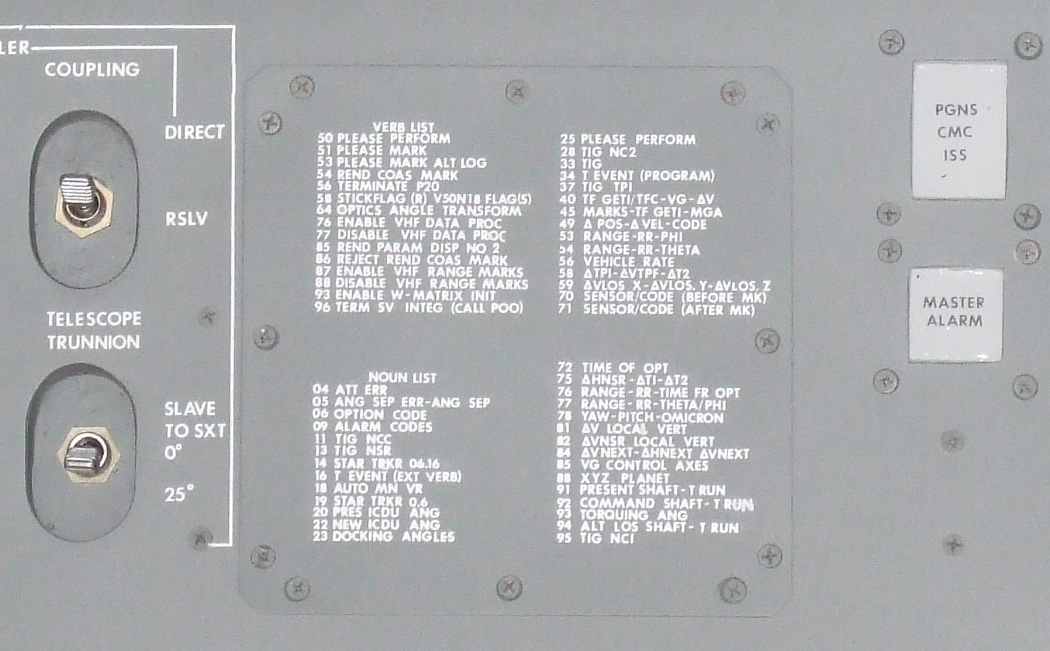 LER
COUPLING
DIRECT
RSLV
TELESCOPE
TRUNNION
SLAVE
TO SXT
0°
25°
VERB LIST
50 PLEASE PERFORM
51 PLEASE MARK
53 PLEASE MARK ALT LOG
54 REND COAS MARK
56 TERMINATE P20
58 STICKFLAG (R) V50N18 FLAG(S)
64 OPTICS ANGLE TRANSFORM
76 ENABLE VHF DATA PROC
77 DISABLE VHF DATA PROC
85 REND PARAM DISP NO 2
86 REJECT REND COAS MARK
87 ENABLE VHF RANGE MARKS
88 DISABLE VHF RANGE MARKS
93 ENABLE W-MATRIX INIT
96 TERM SV INTEG (CALL POO)
NOUN LIST
04 ATT ERR
05 ANG SEP ERR-ANG SEP
06 OPTION CODE
09 ALARM CODES
11 TIG NCC
13 TIG NSR
14 STAR TRKR 06.16
16 T EVENT (EXT VERB)
18 AUTO MN VR
19 STAR TRKR 0,6
20 PRES ICDU ANG
22 NEW ICDU ANG
23 DOCKING ANGLES
25 PLEASE PERFORM
28 TIG NC2
33 TIG
34 T EVENT (PROGRAM)
37 TIG TPI
40 TF GETI/TFC-VG-ΔV
45 MARKS-TF GETI-MGA
49 Δ POS-ΔVEL-CODE
53 RANGE-RR-PHI
54 RANGE-RR-THETA
56 VEHICLE RATE
58 ΔTPI-ΔVTPF-ΔT2
59 ΔVLOS X-ΔVLOS, Y-ΔVLOS, Z
70 SENSOR/CODE (BEFORE MK)
71 SENSOR/CODE (AFTER MK)
72 TIME OF OPT
75 ΔHNSR-ΔTI-ΔT2
76 RANGE-RR-TIME FR OPT
77 RANGE-RR-THETA/PHI
78 YAW-PITCH-OMICRON
81 ΔV LOCAL VERT
82 ΔVNSR LOCAL VERT
84 ΔVNEXT-ΔHNEXT ΔVNEXT
85 VG CONTROL AXES
88 XYZ PLANET
91 PRESENT SHAFT-T RUN
92 COMMAND SHAFT-T RUN
93 TORQUING ANG
94 ALT LOS SHAFT-T RUN
95 TIG NCI
PGNS
CMC
ISS
MASTER
ALARM